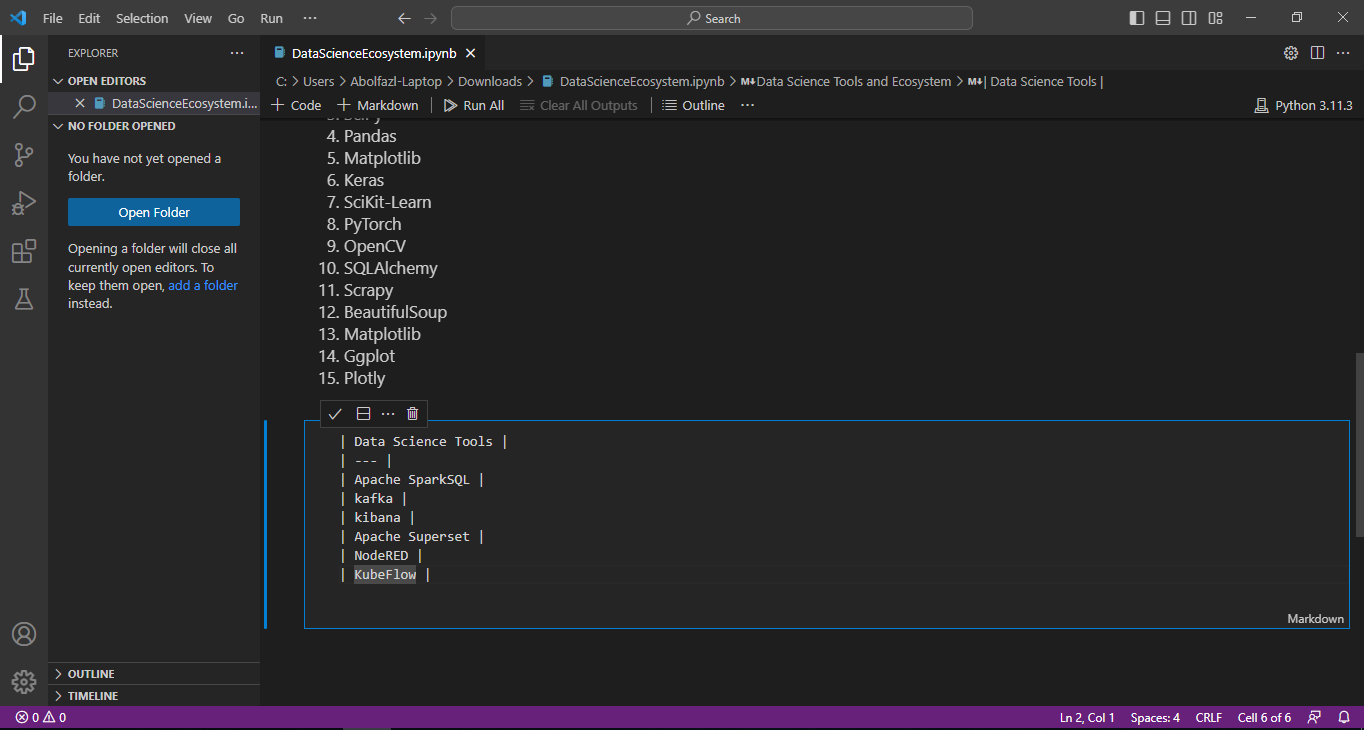 File Edit Selection View Go Run ··· Search
EXPLORER ···
OPEN EDITORS
DataScienceEcosystem.i...
NO FOLDER OPENED
You have not yet opened a
folder.
Open Folder
Opening a folder will close all
currently open editors. To
keep them open, add a folder
instead.
OUTLINE
TIMELINE
DataScienceEcosystem.ipynb
C: > Users > Abolfazl-Laptop > Downloads > DataScienceEcosystem.ipynb > M↓Data Science Tools and Ecosystem > M↓| Data Science Tools |
+ Code + Markdown | Run All Clear All Outputs | Outline ··· Python 3.11.3
3. SciPy
4. Pandas
5. Matplotlib
6. Keras
7. SciKit-Learn
8. PyTorch
9. OpenCV
10. SQLAlchemy
11. Scrapy
12. BeautifulSoup
13. Matplotlib
14. Ggplot
15. Plotly
| Data Science Tools |
| --- |
| Apache SparkSQL |
| kafka |
| kibana |
| Apache Superset |
| NodeRED |
| KubeFlow |
Markdown
0 0 Ln 2, Col 1 Spaces: 4 CRLF Cell 6 of 6